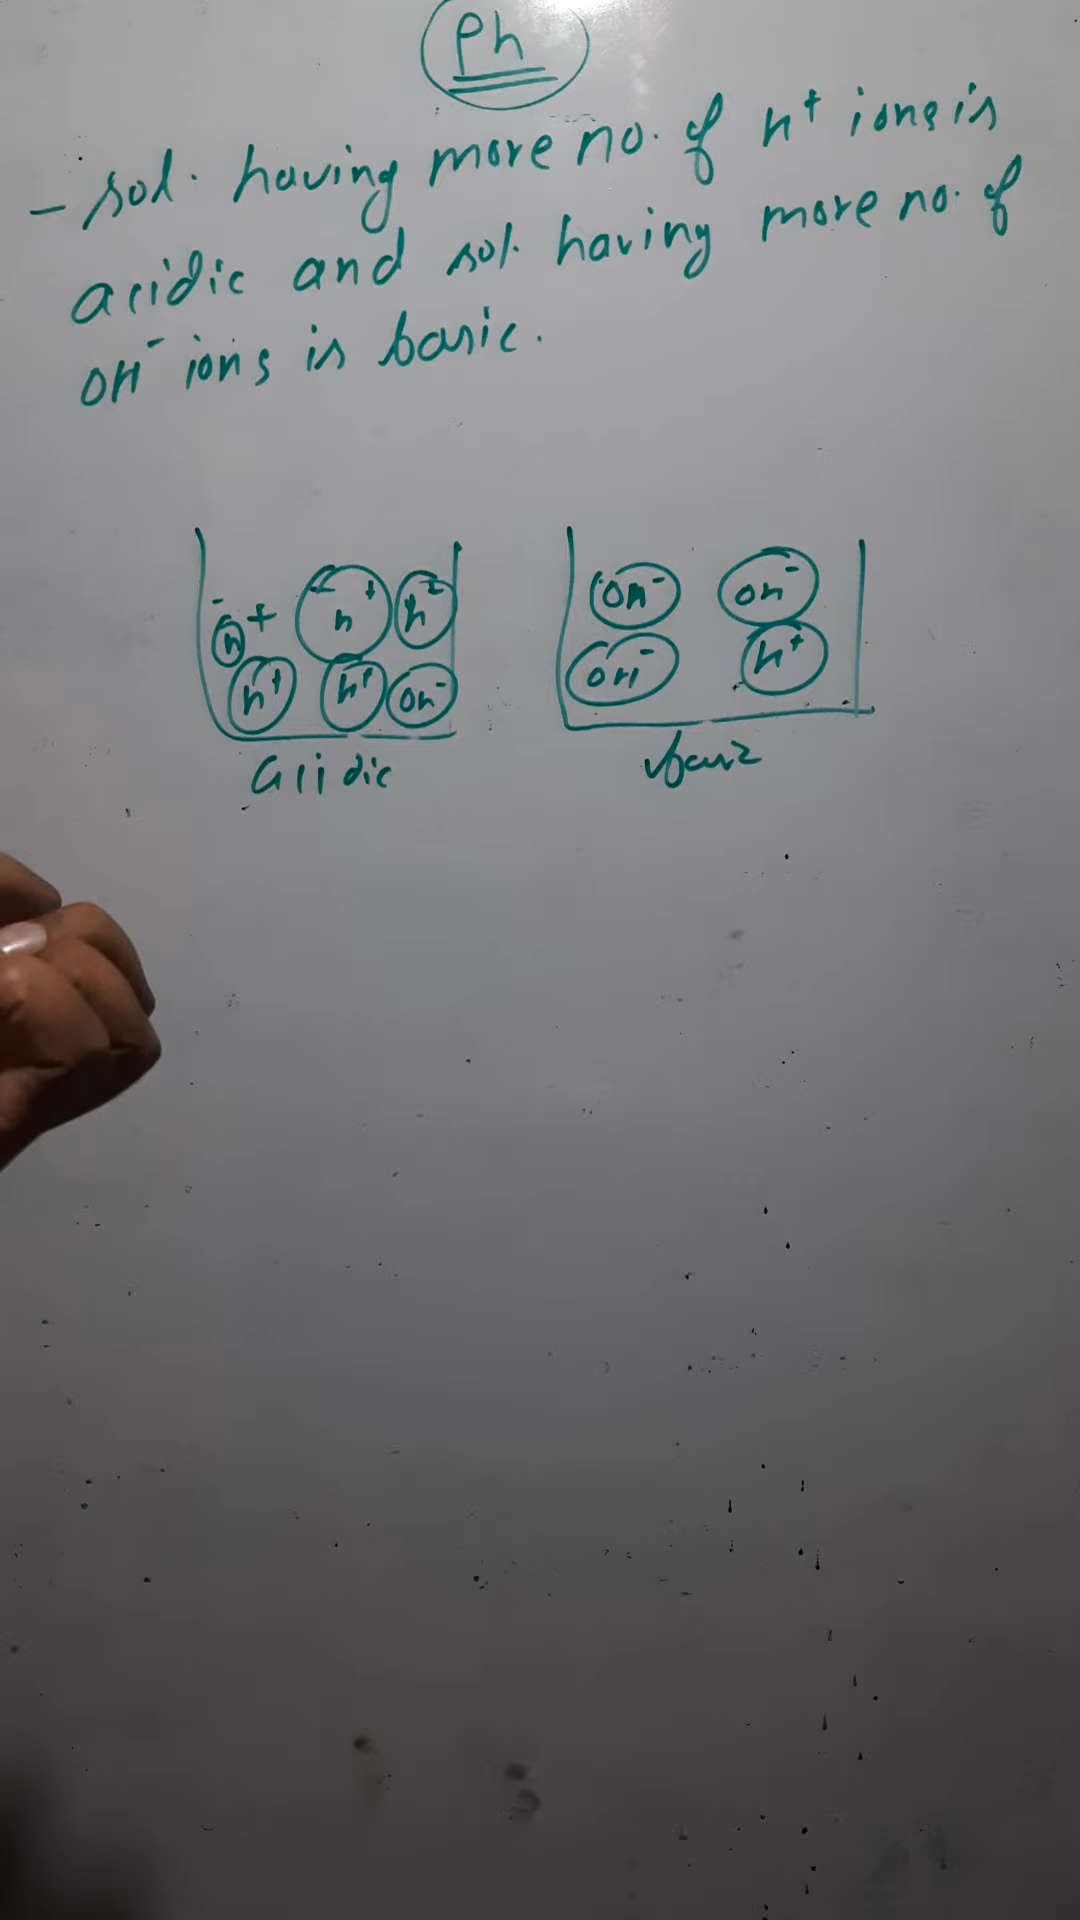 Ph
- sol. having more no. of h+ ions is
acidic and sol. having more no. of
OH- ions is basic.
h+ h+ h+ oh- oh-
h+ h+ oh- OH- h+
acidic basic